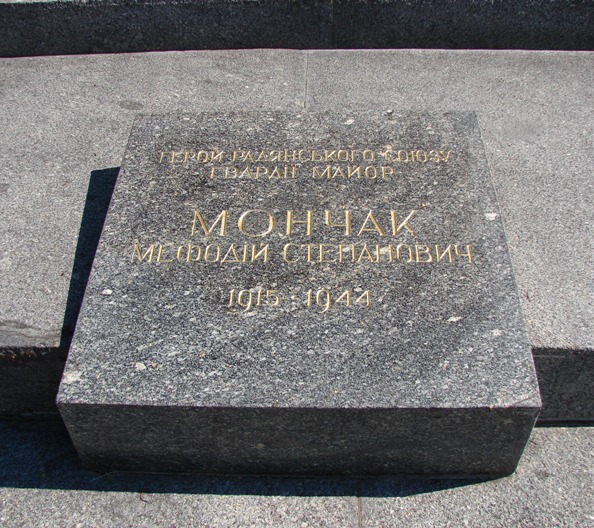 ГЕРОЙ РАДЯНСЬКОГО СОЮЗУ
ГВАРДІЇ МАЙОР
МОНЧАК
МЕФОДІЙ СТЕПАНОВИЧ
1915-1944